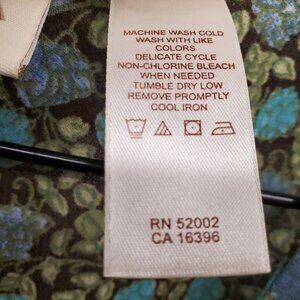 MACHINE WASH COLD
WASH WITH LIKE
COLORS
DELICATE CYCLE
NON-CHLORINE BLEACH
WHEN NEEDED
TUMBLE DRY LOW
REMOVE PROMPTLY
COOL IRON
RN 52002
CA 16396